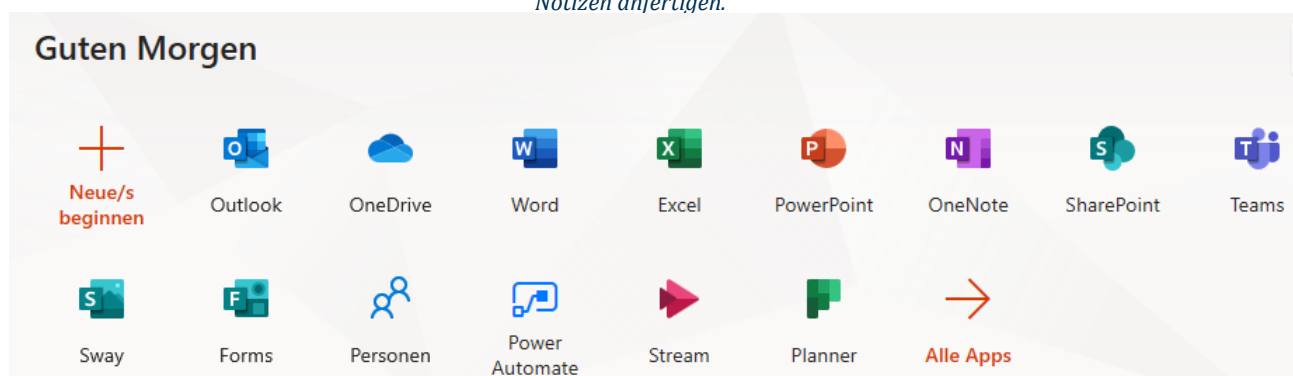 Notizen anfertigen.
Guten Morgen
Neue/s
beginnen
Outlook
OneDrive
Word
Excel
PowerPoint
OneNote
SharePoint
Teams
Sway
Forms
Personen
Power
Automate
Stream
Planner
Alle Apps